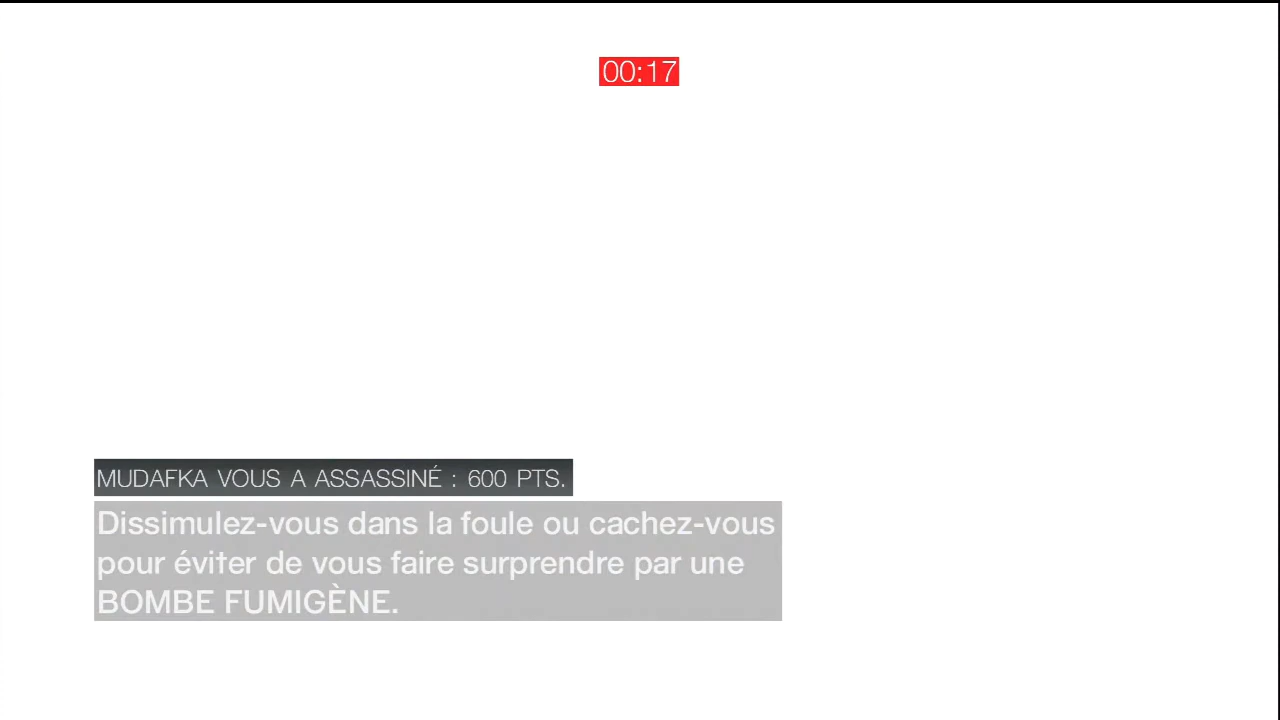 00:17
MUDAFKA VOUS A ASSASSINÉ : 600 PTS.
Dissimulez-vous dans la foule ou cachez-vous
pour éviter de vous faire surprendre par une
BOMBE FUMIGÈNE.